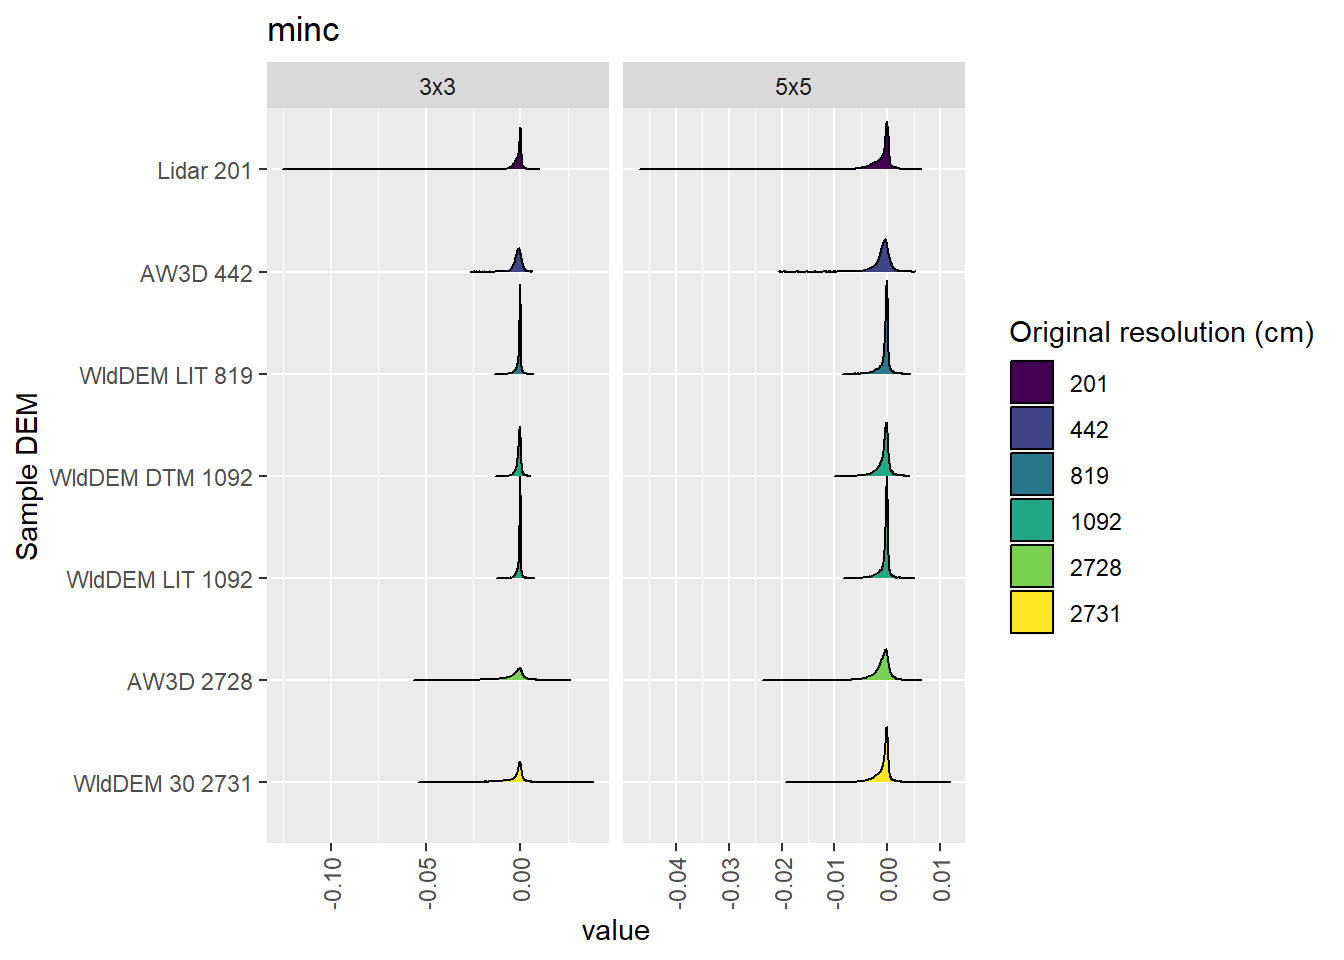 minc
3x3
5x5
Sample DEM
Lidar 201
AW3D 442
WldDEM LIT 819
WldDEM DTM 1092
WldDEM LIT 1092
AW3D 2728
WldDEM 30 2731
-0.10
-0.05
0.00
-0.04
-0.03
-0.02
-0.01
0.00
0.01
value
Original resolution (cm)
201
442
819
1092
2728
2731